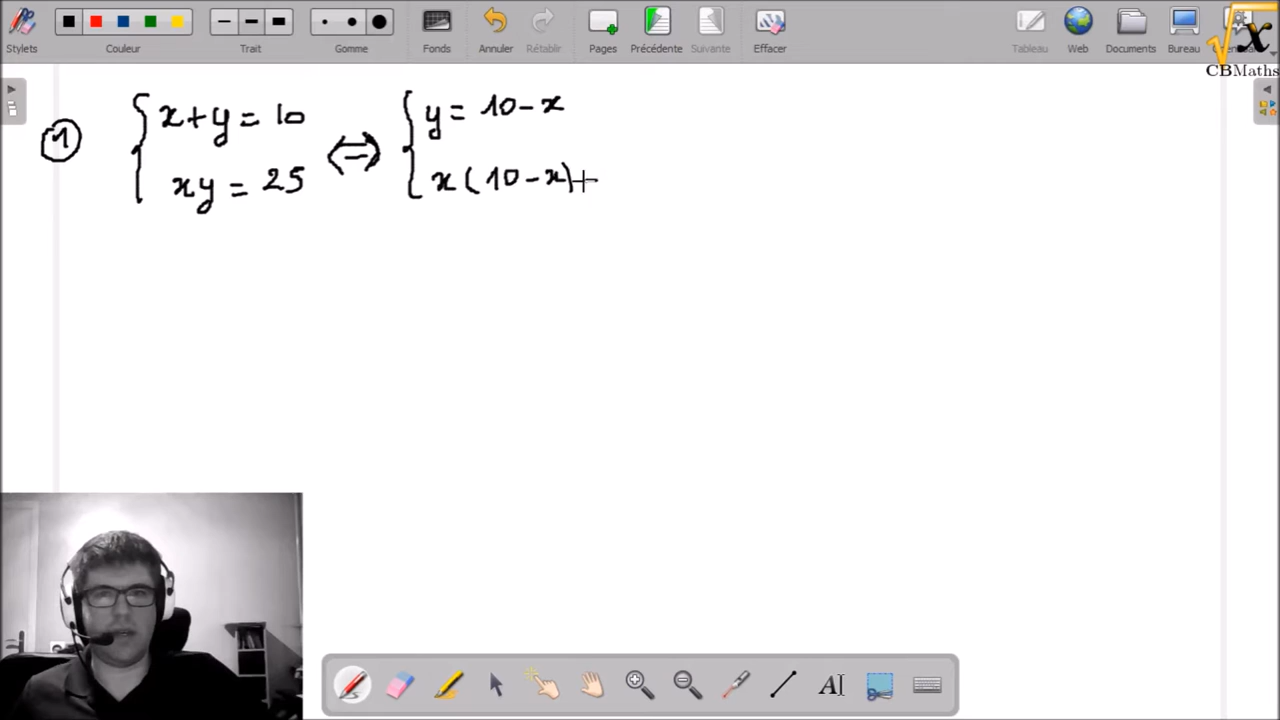 Stylets
Couleur
Trait
Gomme
Fonds
Annuler
Rétablir
Pages
Précédente
Suivante
Effacer
Tableau
Web
Documents
Bureau
√x
CBMaths
① { x+y = 10 ⇔ { y = 10-x
xy = 25 x(10-x)
AI